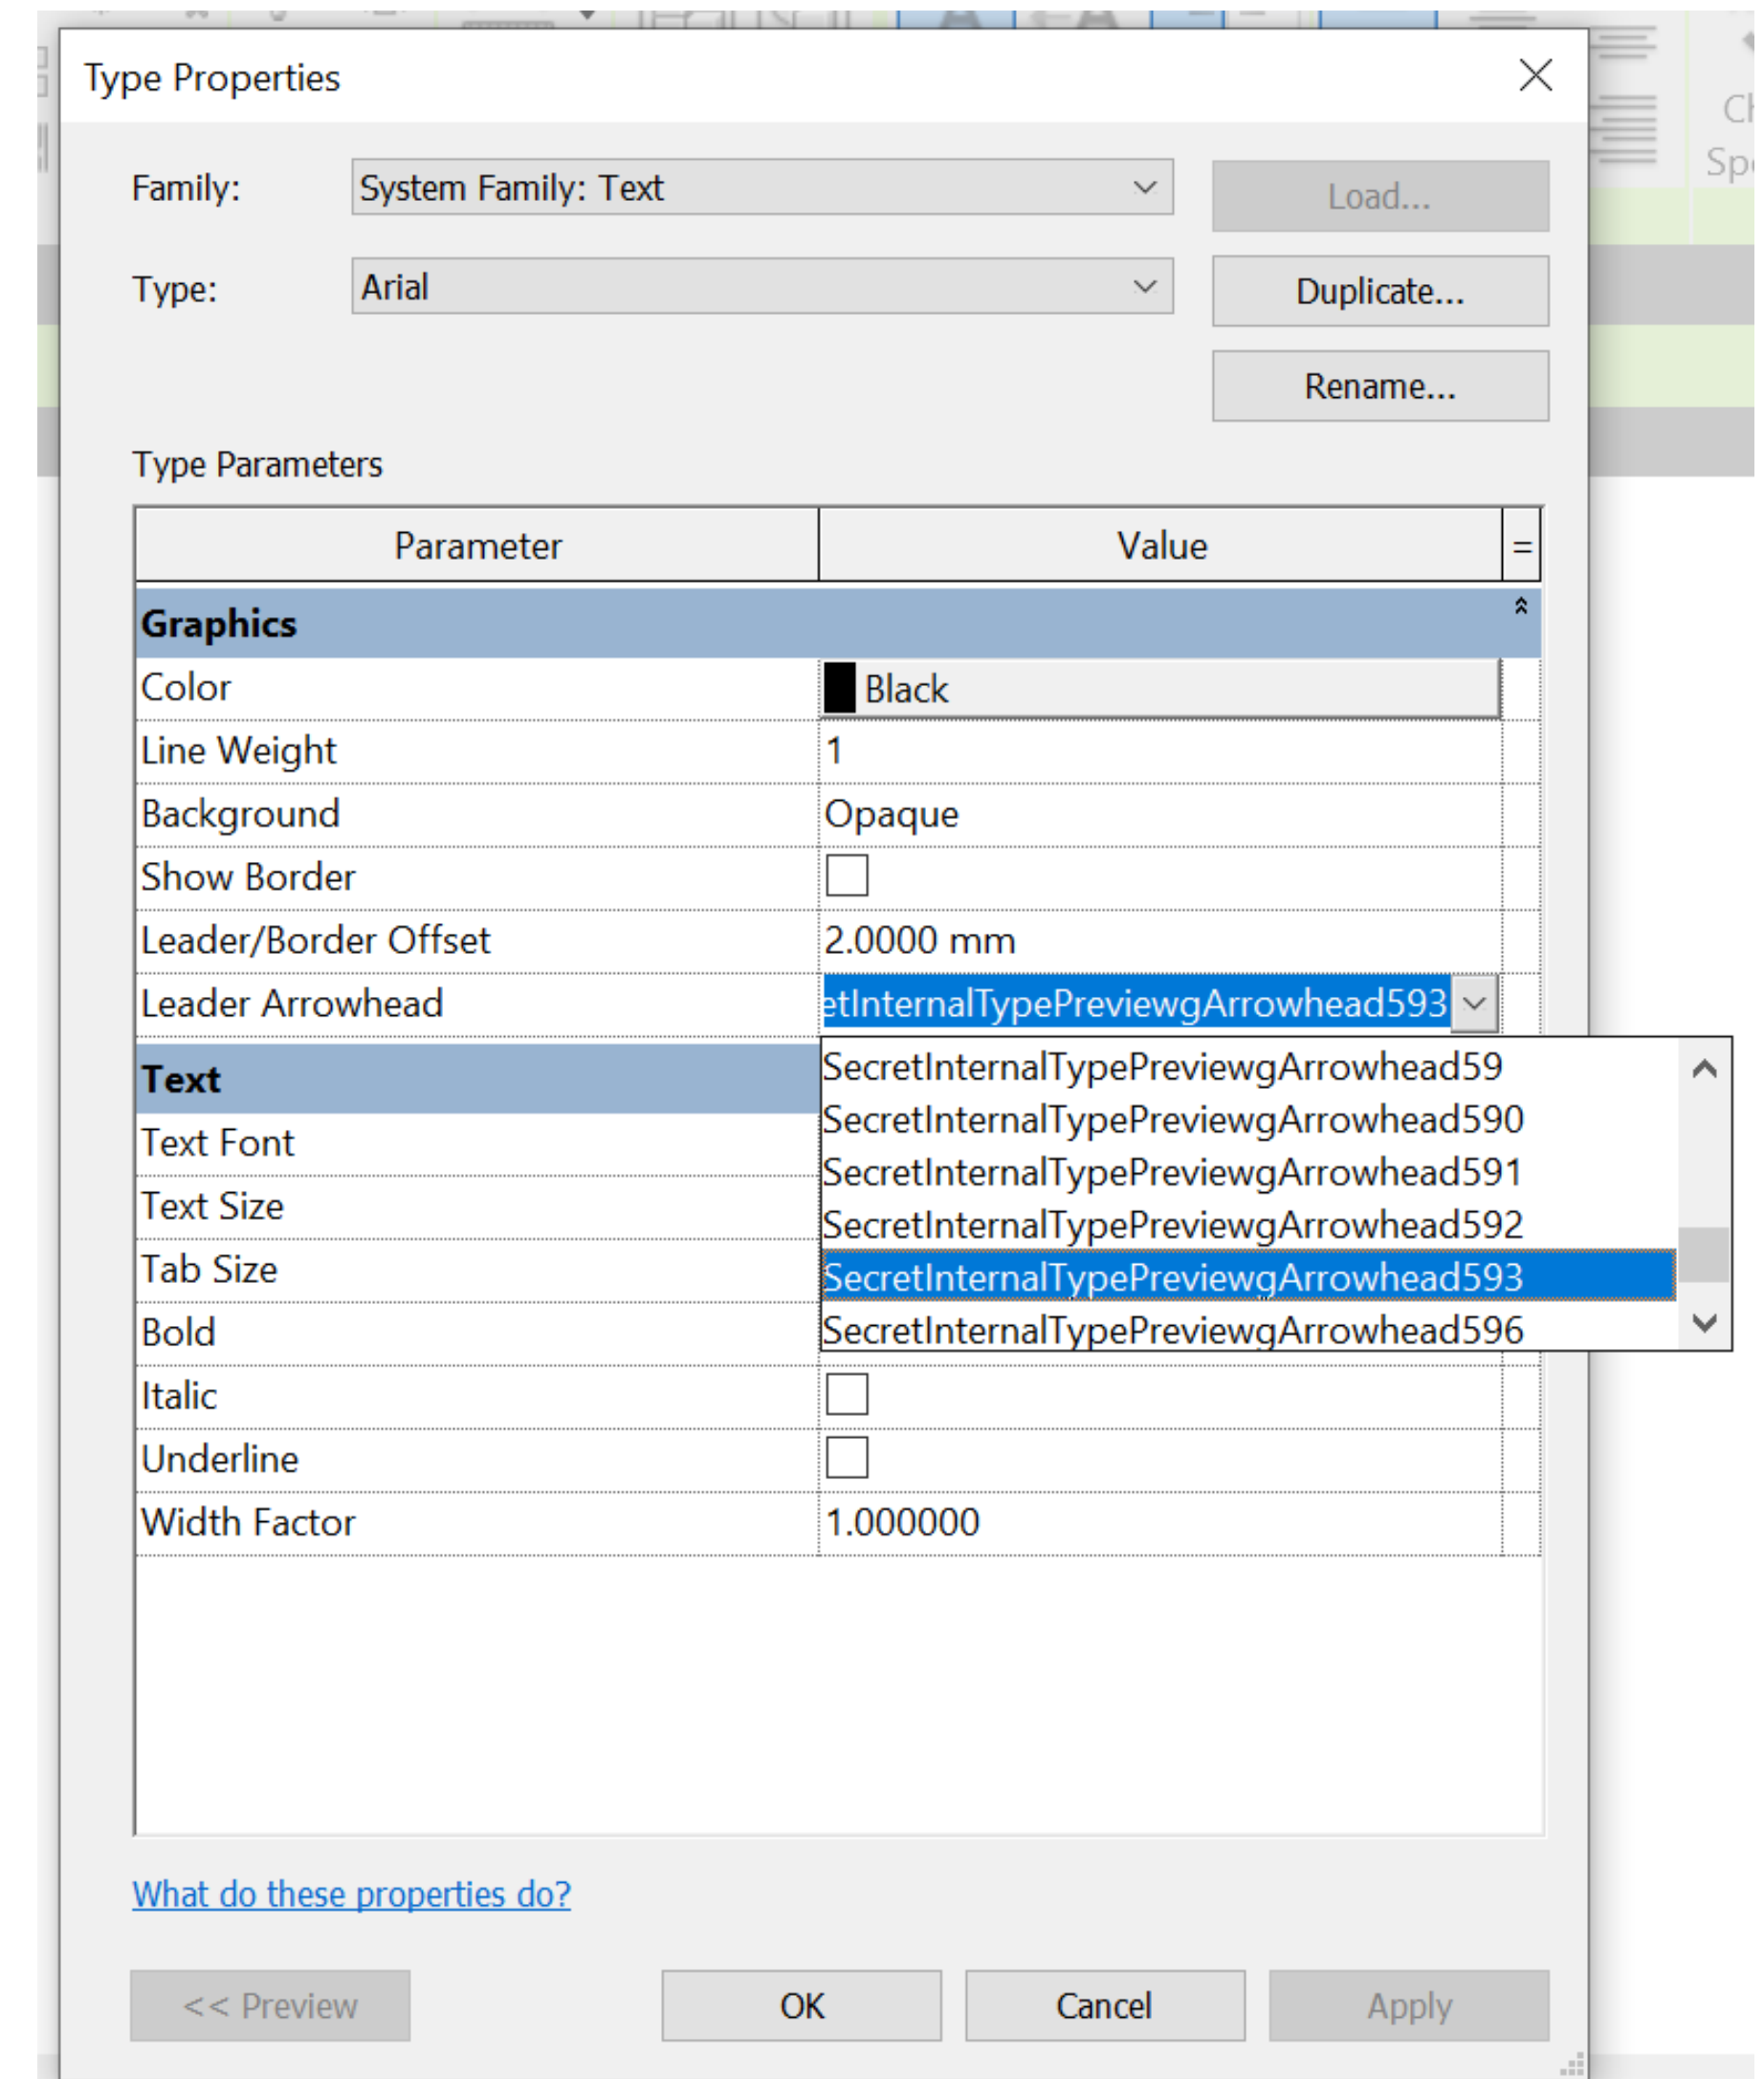 Type Properties
Family: System Family: Text Load...
Type: Arial Duplicate...
Rename...
Type Parameters
Parameter Value =
Graphics
Color Black
Line Weight 1
Background Opaque
Show Border
Leader/Border Offset 2.0000 mm
Leader Arrowhead etInternalTypePreviewgArrowhead593
SecretInternalTypePreviewgArrowhead59
Text
SecretInternalTypePreviewgArrowhead590
Text Font
SecretInternalTypePreviewgArrowhead591
Text Size
SecretInternalTypePreviewgArrowhead592
Tab Size SecretInternalTypePreviewgArrowhead593
Bold SecretInternalTypePreviewgArrowhead596
Italic
Underline
Width Factor 1.000000
What do these properties do?
<< Preview OK Cancel Apply